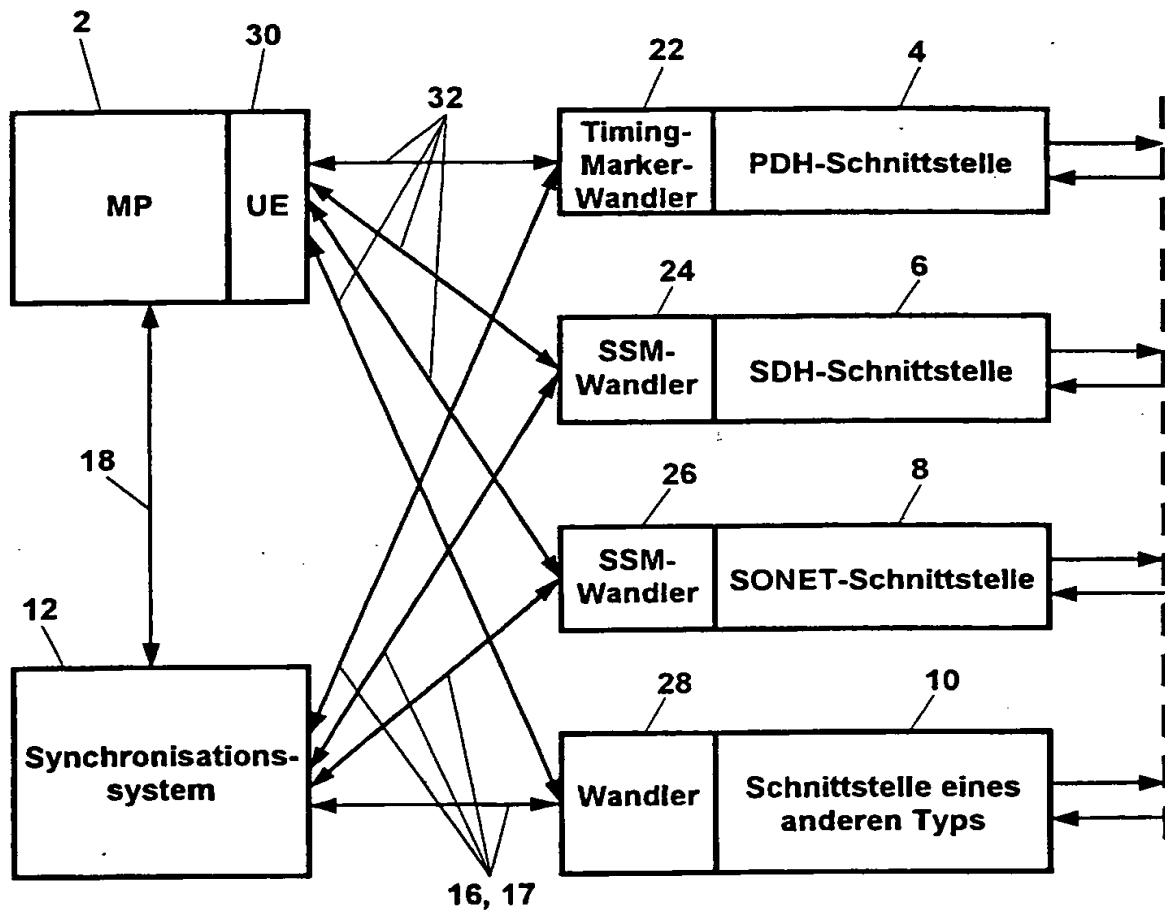 2
30
22
4
32
MP
UE
Timing-
Marker-
Wandler
PDH-Schnittstelle
24
6
SSM-
Wandler
SDH-Schnittstelle
18
26
8
SSM-
Wandler
SONET-Schnittstelle
12
28
10
Synchronisations-
system
Wandler
Schnittstelle eines
anderen Typs
16, 17